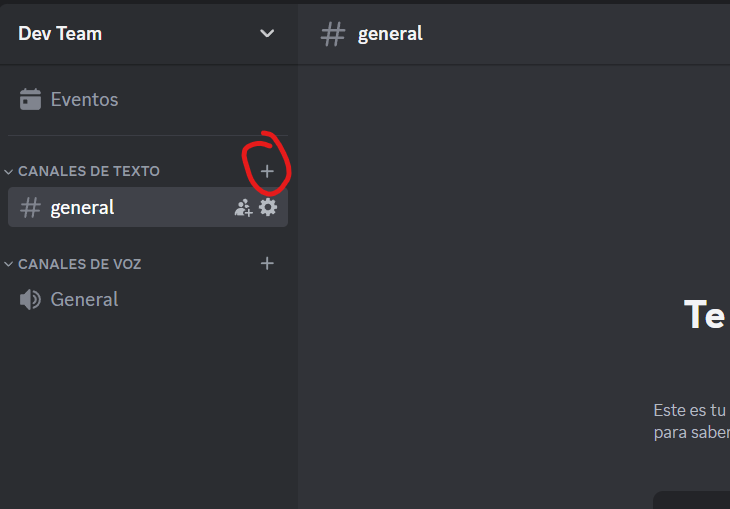 Dev Team
general
Eventos
CANALES DE TEXTO
general
CANALES DE VOZ
General
Te
Este es tu
para saber